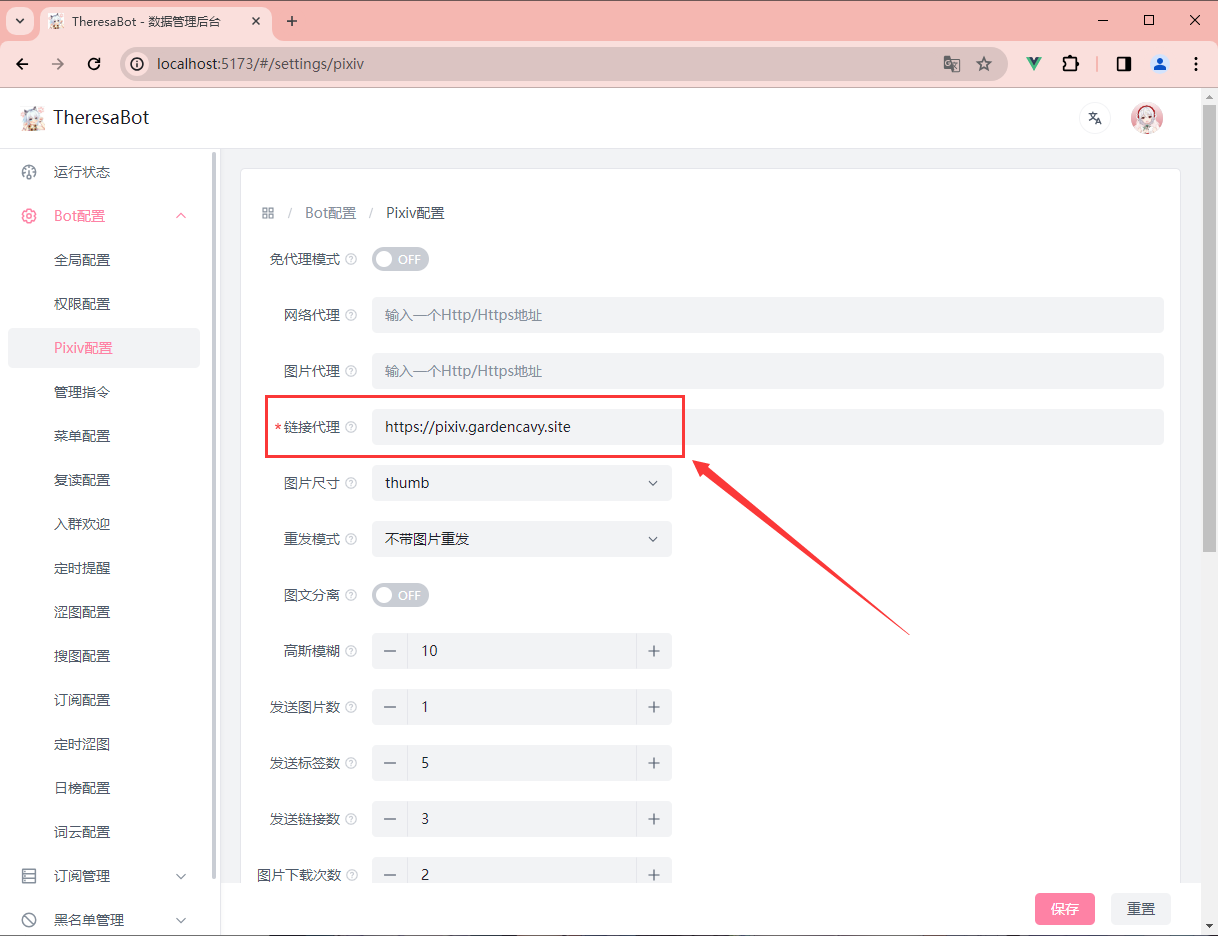 TheresaBot - 数据管理后台
localhost:5173/#/settings/pixiv
TheresaBot
运行状态
Bot配置
全局配置
权限配置
Pixiv配置
管理指令
菜单配置
复读配置
入群欢迎
定时提醒
涩图配置
搜图配置
订阅配置
定时涩图
日榜配置
词云配置
订阅管理
黑名单管理
/ Bot配置 / Pixiv配置
免代理模式 OFF
网络代理 输入一个Http/Https地址
图片代理 输入一个Http/Https地址
* 链接代理 https://pixiv.gardencavy.site
图片尺寸 thumb
重发模式 不带图片重发
图文分离 OFF
高斯模糊 10
发送图片数 1
发送标签数 5
发送链接数 3
图片下载次数 2
保存 重置